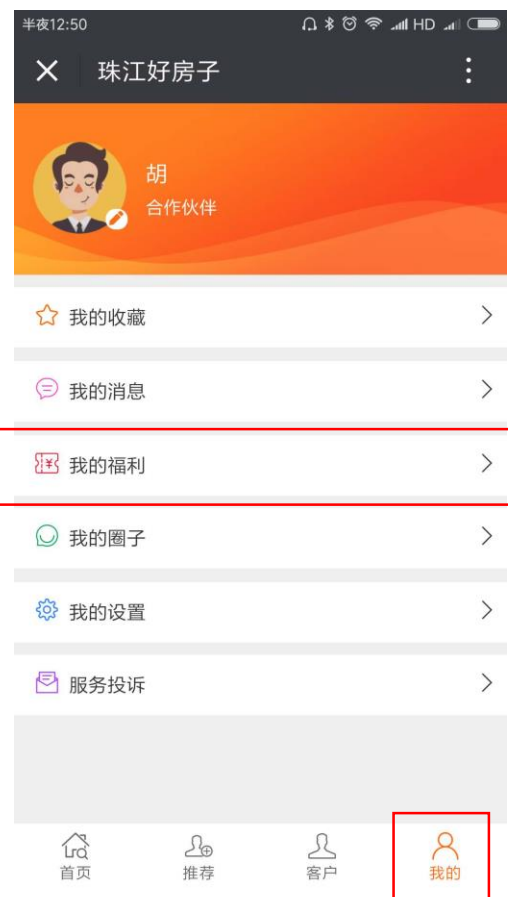 半夜12:50 HD
珠江好房子
胡
合作伙伴
我的收藏
我的消息
我的福利
我的圈子
我的设置
服务投诉
首页 推荐 客户 我的